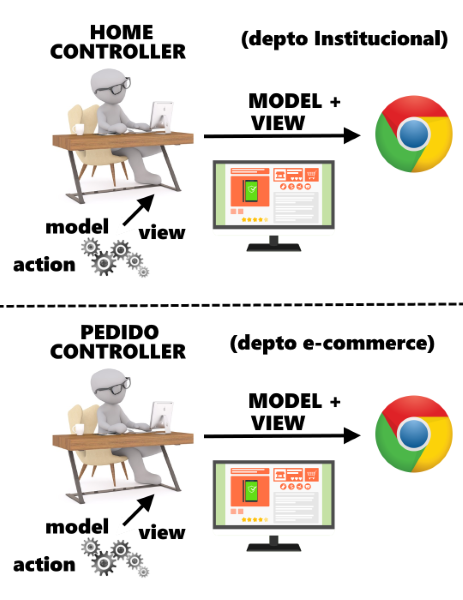 HOME
CONTROLLER
(depto Institucional)
MODEL +
VIEW
model
view
action
PEDIDO
CONTROLLER
(depto e-commerce)
MODEL +
VIEW
model
view
action